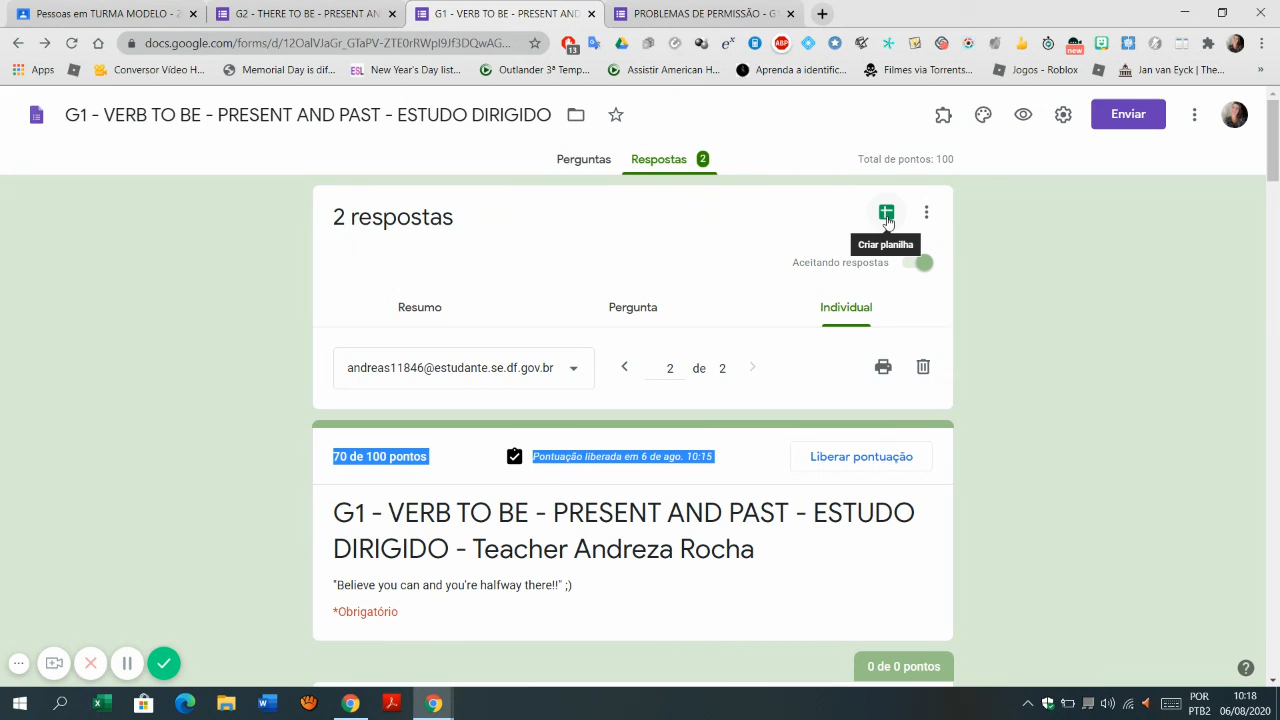 Pessoas em TURMA MODELO - 2
G2 - THERE TO BE - PRESENT AN
G1 - VERB TO BE - PRESENT AND
PROBLEMAS DE PERMISSÃO - G1
docs.google.com/forms/d/
13
ABP
new
Apps
Conversor Vídeo H...
Memorial Day is dif...
ESL New Year's Day list...
Outlander 3ª Temp...
Assistir American H...
Aprenda a identific...
Filmes via Torrents...
Jogos - Roblox
Jan van Eyck | The...
»
G1 - VERB TO BE - PRESENT AND PAST - ESTUDO DIRIGIDO
Enviar
Perguntas
Respostas 2
Total de pontos: 100
2 respostas
Criar planilha
Aceitando respostas
Resumo
Pergunta
Individual
andreas11846@estudante.se.df.gov.br
2 de 2
70 de 100 pontos
Pontuação liberada em 6 de ago. 10:15
Liberar pontuação
G1 - VERB TO BE - PRESENT AND PAST - ESTUDO
DIRIGIDO - Teacher Andreza Rocha
"Believe you can and you're halfway there!!" ;)
*Obrigatório
0 de 0 pontos
POR
PTB2
10:18
06/08/2020